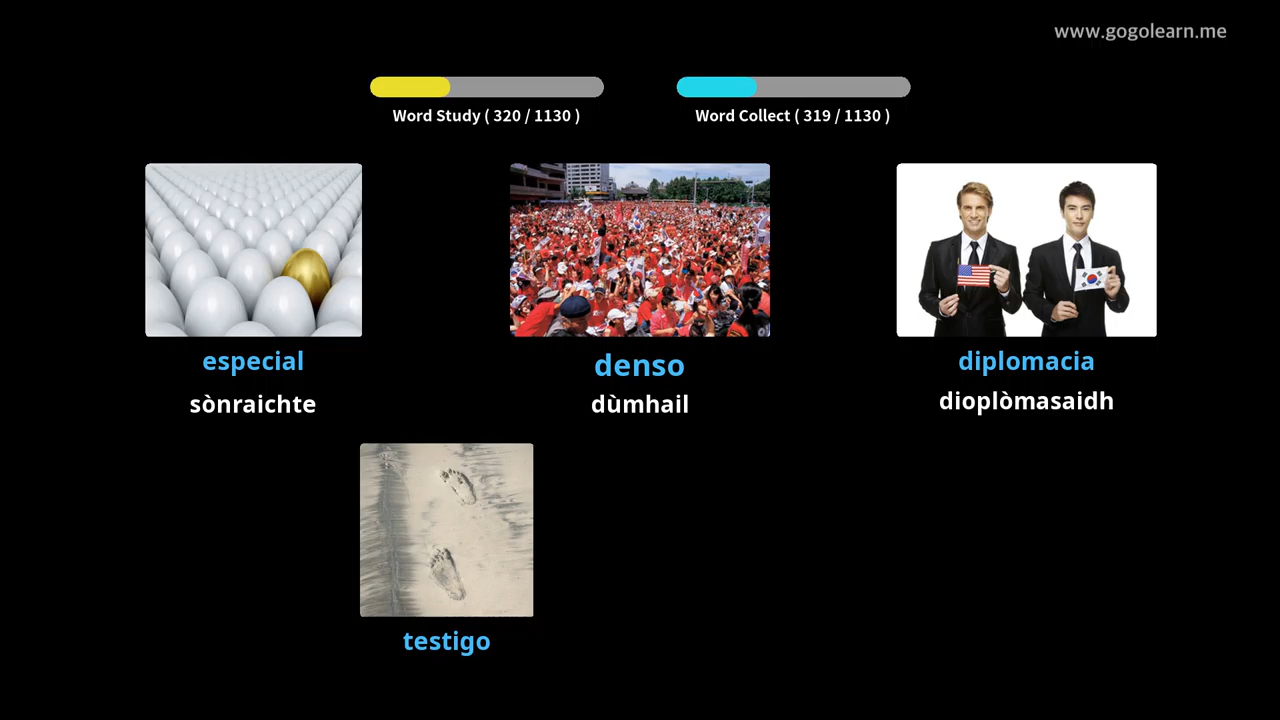 www.gogolearn.me
Word Study ( 320 / 1130 )
Word Collect ( 319 / 1130 )
especial
denso
diplomacia
sònraichte
dùmhail
dioplòmasaidh
testigo